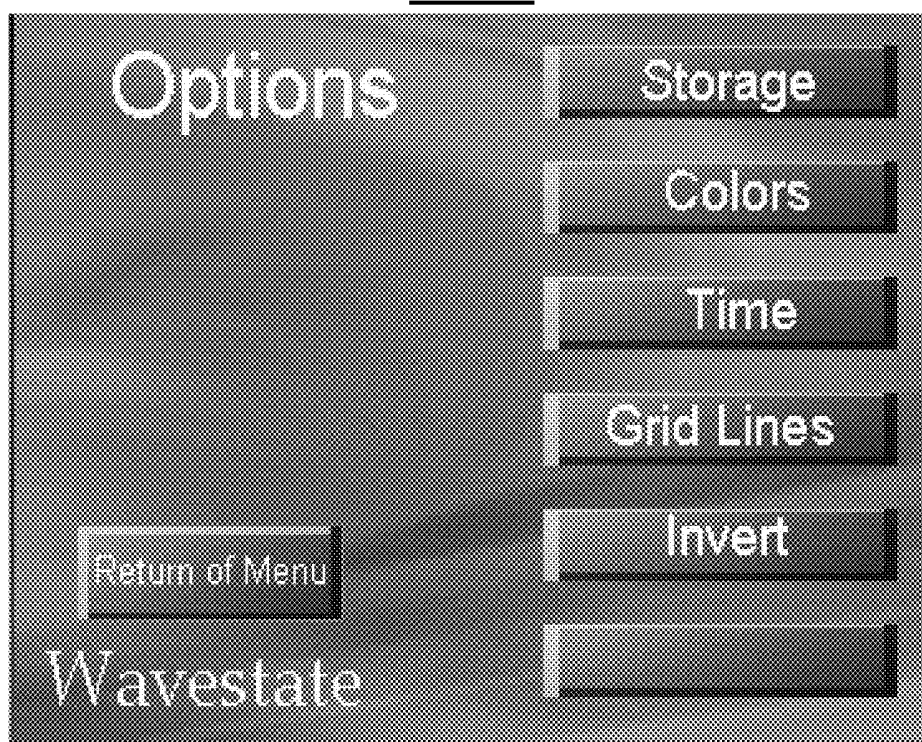 Options
Storage
Colors
Time
Grid Lines
Invert
Return of Menu
Wavestate